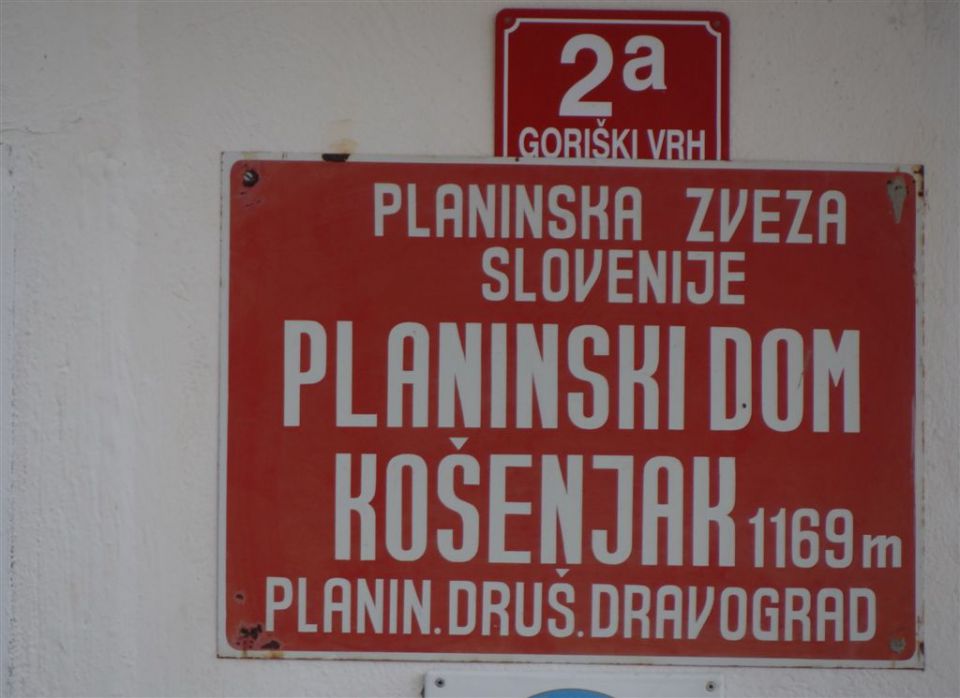 2a
GORIŠKI VRH
PLANINSKA ZVEZA
SLOVENIJE
PLANINSKI DOM
KOŠENJAK 1169 m
PLANIN. DRUŠ. DRAVOGRAD